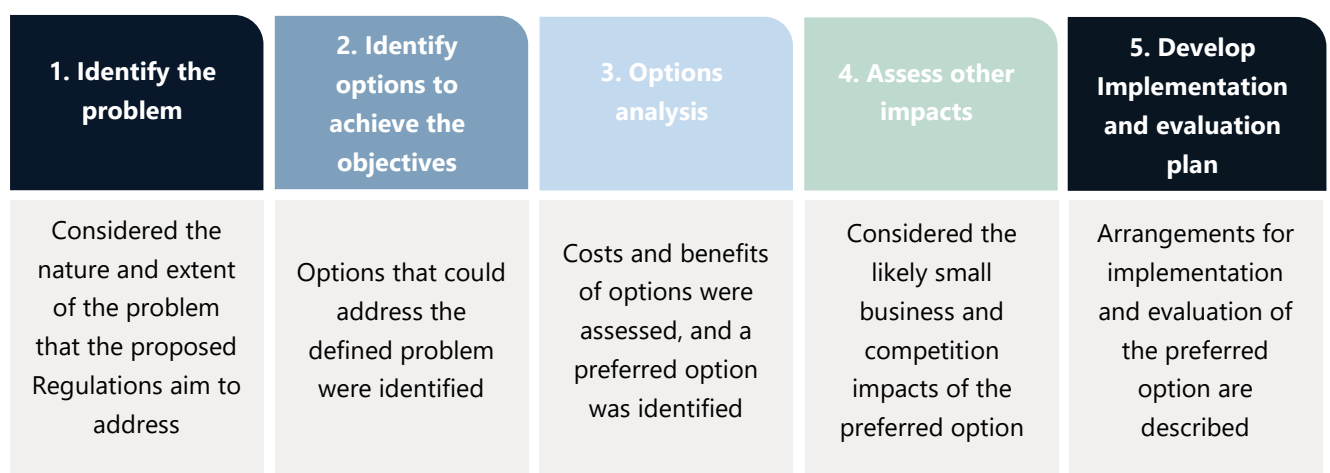 1. Identify the
problem
Considered the
nature and extent
of the problem
that the proposed
Regulations aim to
address
2. Identify
options to
achieve the
objectives
Options that could
address the
defined problem
were identified
3. Options
analysis
Costs and benefits
of options were
assessed, and a
preferred option
was identified
4. Assess other
impacts
Considered the
likely small
business and
competition
impacts of the
preferred option
5. Develop
Implementation
and evaluation
plan
Arrangements for
implementation
and evaluation of
the preferred
option are
described